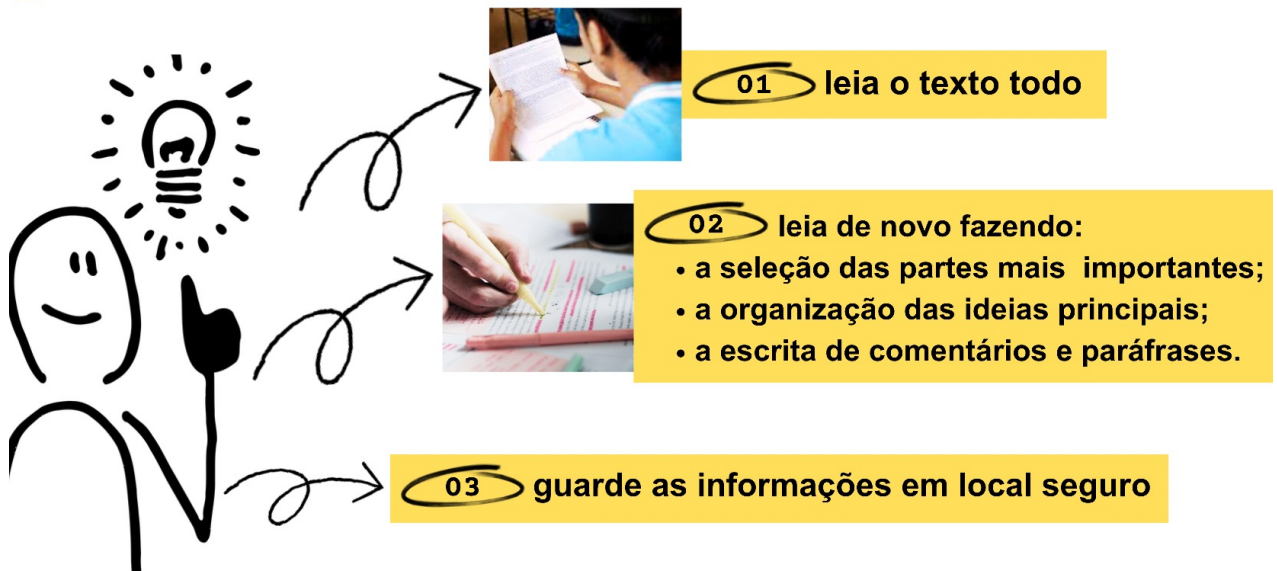 01 leia o texto todo
02 leia de novo fazendo:
• a seleção das partes mais importantes;
• a organização das ideias principais;
• a escrita de comentários e paráfrases.
03 guarde as informações em local seguro